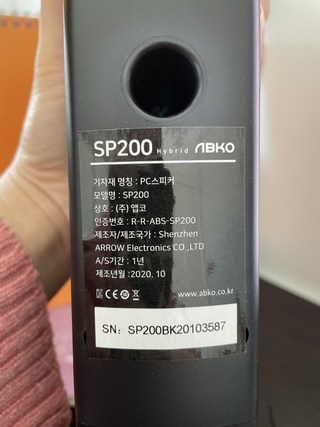 SP200 Hybrid ABKO
기자재 명칭 : PC스피커
모델명 : SP200
상호 : (주) 앱코
인증번호 : R-R-ABS-SP200
제조자/제조국가 : Shenzhen
ARROW Electronics CO.,LTD
A/S기간 : 1년
제조년월 : 2020. 10
CE www.abko.co.kr
SN: SP200BK20103587